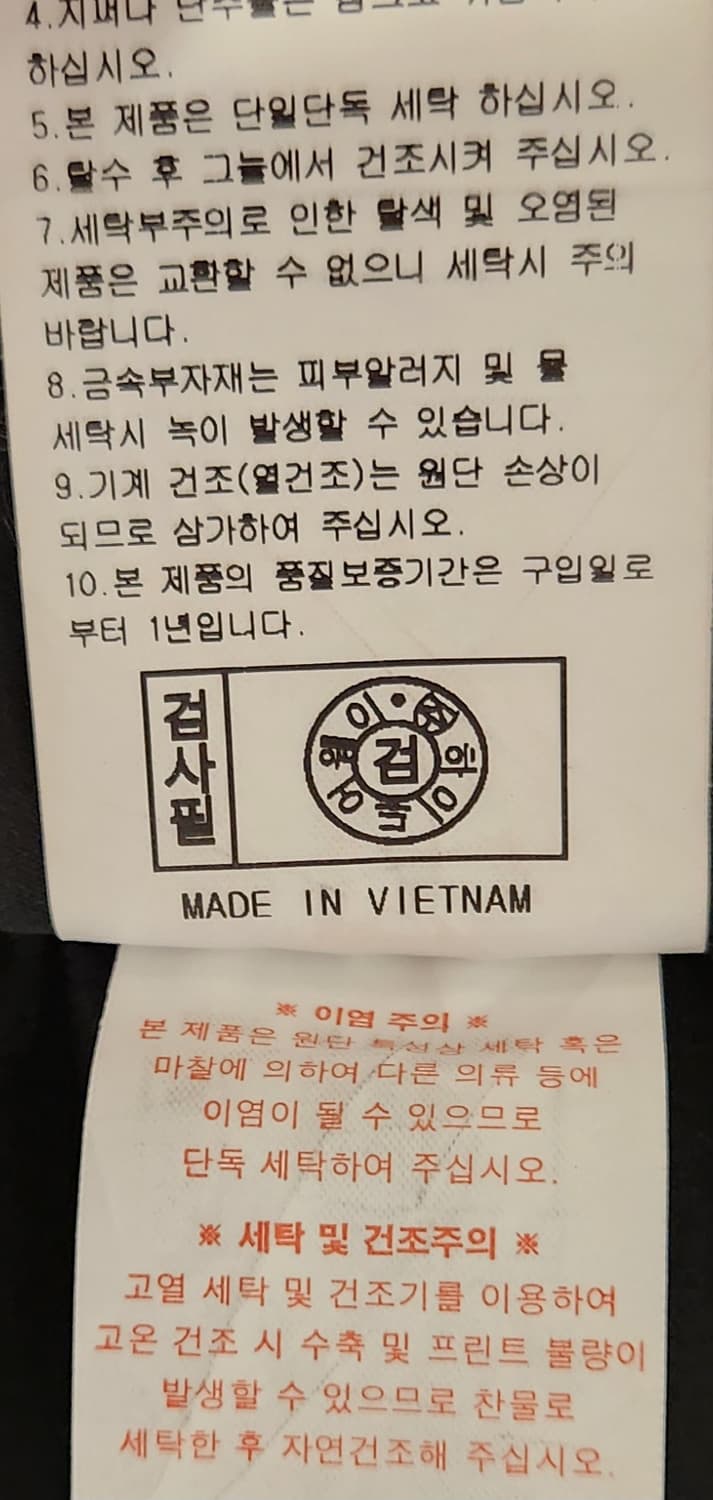 4.지퍼나 단추들은
하십시오.
5.본 제품은 단일단독 세탁 하십시오.
6.탈수 후 그늘에서 건조시켜 주십시오.
7.세탁부주의로 인한 탈색 및 오염된
제품은 교환할 수 없으니 세탁시 주의
바랍니다.
8.금속부자재는 피부알러지 및 물
세탁시 녹이 발생할 수 있습니다.
9.기계 건조(열건조)는 원단 손상이
되므로 삼가하여 주십시오.
10.본 제품의 품질보증기간은 구입일로
부터 1년입니다.
검사필
검
MADE IN VIETNAM
※ 이염 주의 ※
본 제품은 원단 특성상 세탁 혹은
마찰에 의하여 다른 의류 등에
이염이 될 수 있으므로
단독 세탁하여 주십시오.
※ 세탁 및 건조주의 ※
고열 세탁 및 건조기를 이용하여
고온 건조 시 수축 및 프린트 불량이
발생할 수 있으므로 찬물로
세탁한 후 자연건조해 주십시오.